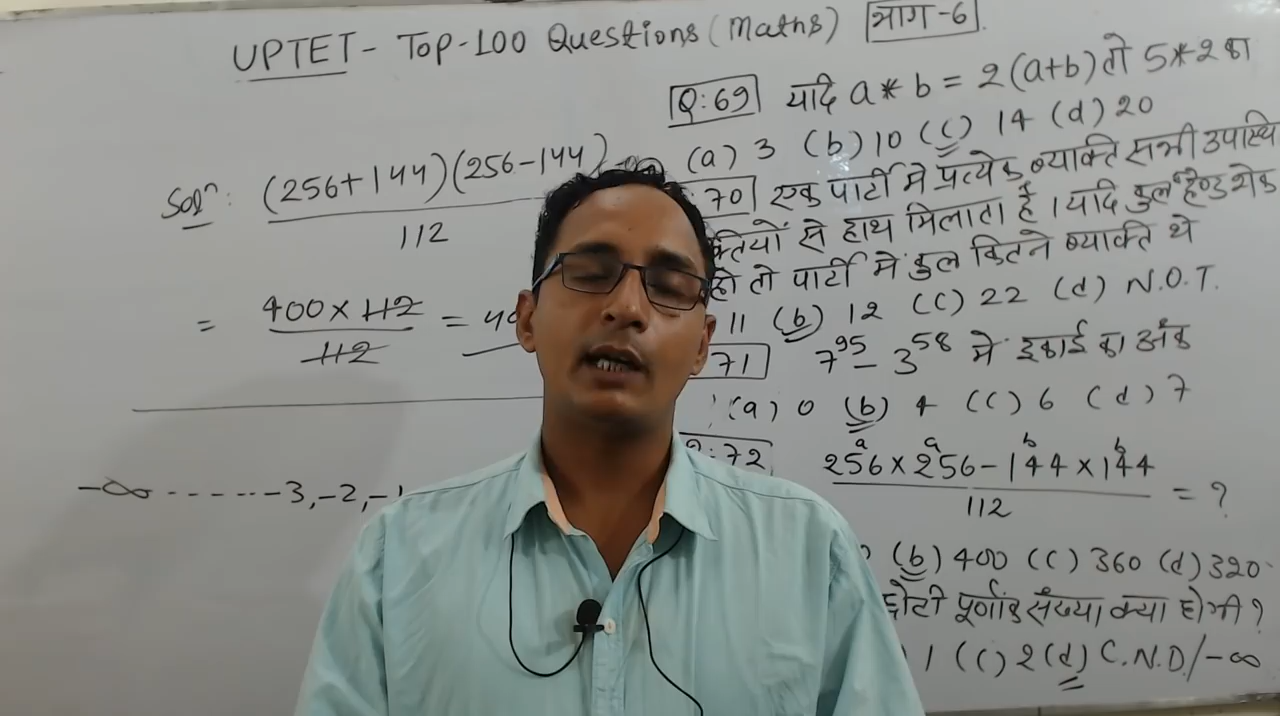 UPTET - Top-100 Questions (Maths) भाग-6
Q:69 यदि a * b = 2(a+b) तो 5*2 का
(a) 3 (b) 10 (c) 14 (d) 20
70 एक पार्टी मे प्रत्येक व्यक्ति सभी उपस्थि
क्तियों से हाथ मिलाता है। यदि कुल हैण्ड शेक
हो तो पार्टी मे कुल कितने व्यक्ति थे
11 (b) 12 (c) 22 (d) N.O.T.
71 7^95 - 3^58 मे इकाई का अंक
(a) 0 (b) 4 (c) 6 (d) 7
Q:72 256×256-144×144 / 112 = ?
a a b b
(b) 400 (c) 360 (d) 320
छोटी पूर्णांक संख्या क्या होगी?
1 (c) 2 (d) C.N.D/-∞
Solⁿ: (256+144)(256-144) / 112
= 400×112 / 112 = 40
-∞ ------ -3,-2,-1